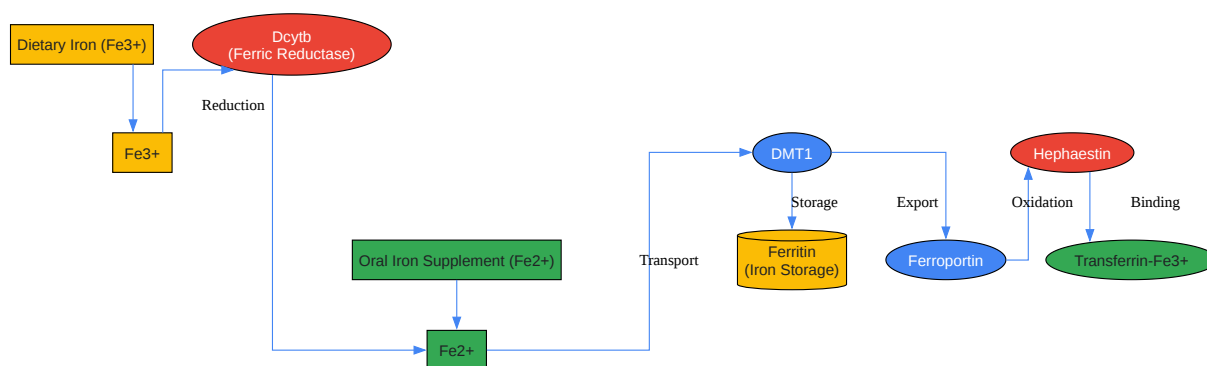 Dietary Iron (Fe3+)
Dcytb
(Ferric Reductase)
Reduction
Fe3+
DMT1
Hephaestin
Storage
Export
Oxidation
Binding
Oral Iron Supplement (Fe2+)
Transport
Ferritin
(Iron Storage)
Ferroportin
Transferrin-Fe3+
Fe2+